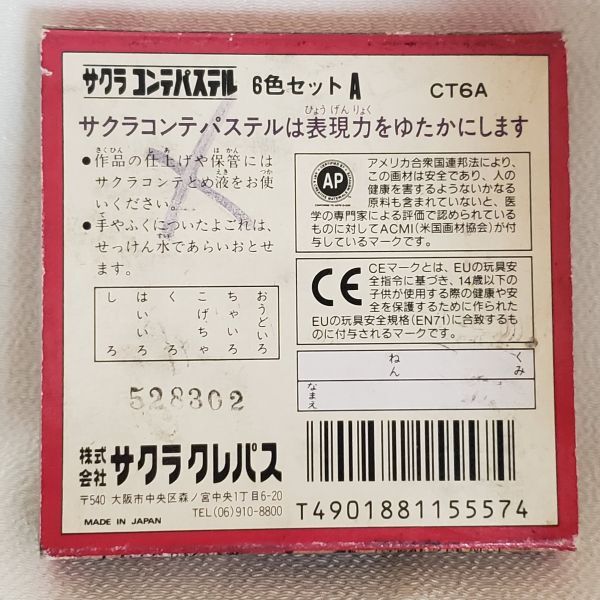 サクラ コンテパステル 6色セット A CT6A
ひょう げん りょく
サクラコンテパステルは表現力をゆたかにします
さくひん し あ ほ かん
●作品の仕上げや保管には
えき つか
サクラコンテとめ液をお使
いください。
て
●手やふくについたよごれは、
すい
せっけん水であらいおとせ
ます。
AP
アメリカ合衆国連邦法により、
この画材は安全であり、人の
健康を害するようないかなる
原料も含まれていないと、医
学の専門家による評価で認められている
ものに対してACMI(米国画材協会)が付
与しているマークです。
CE
CEマークとは、EUの玩具安
全指令に基づき、14歳以下の
子供が使用する際の健康や安
全を保護するために作られた
EUの玩具安全規格(EN71)に合致するも
のに付与されるマークです。
おうどいろ
ちゃいろ
こげちゃ
くろ
はいいろ
しろ
ねん
くみ
なまえ
528302
株式会社 サクラクレパス
〒540 大阪市中央区森ノ宮中央1丁目6-20
TEL(06)910-8800
MADE IN JAPAN
T4901881155574